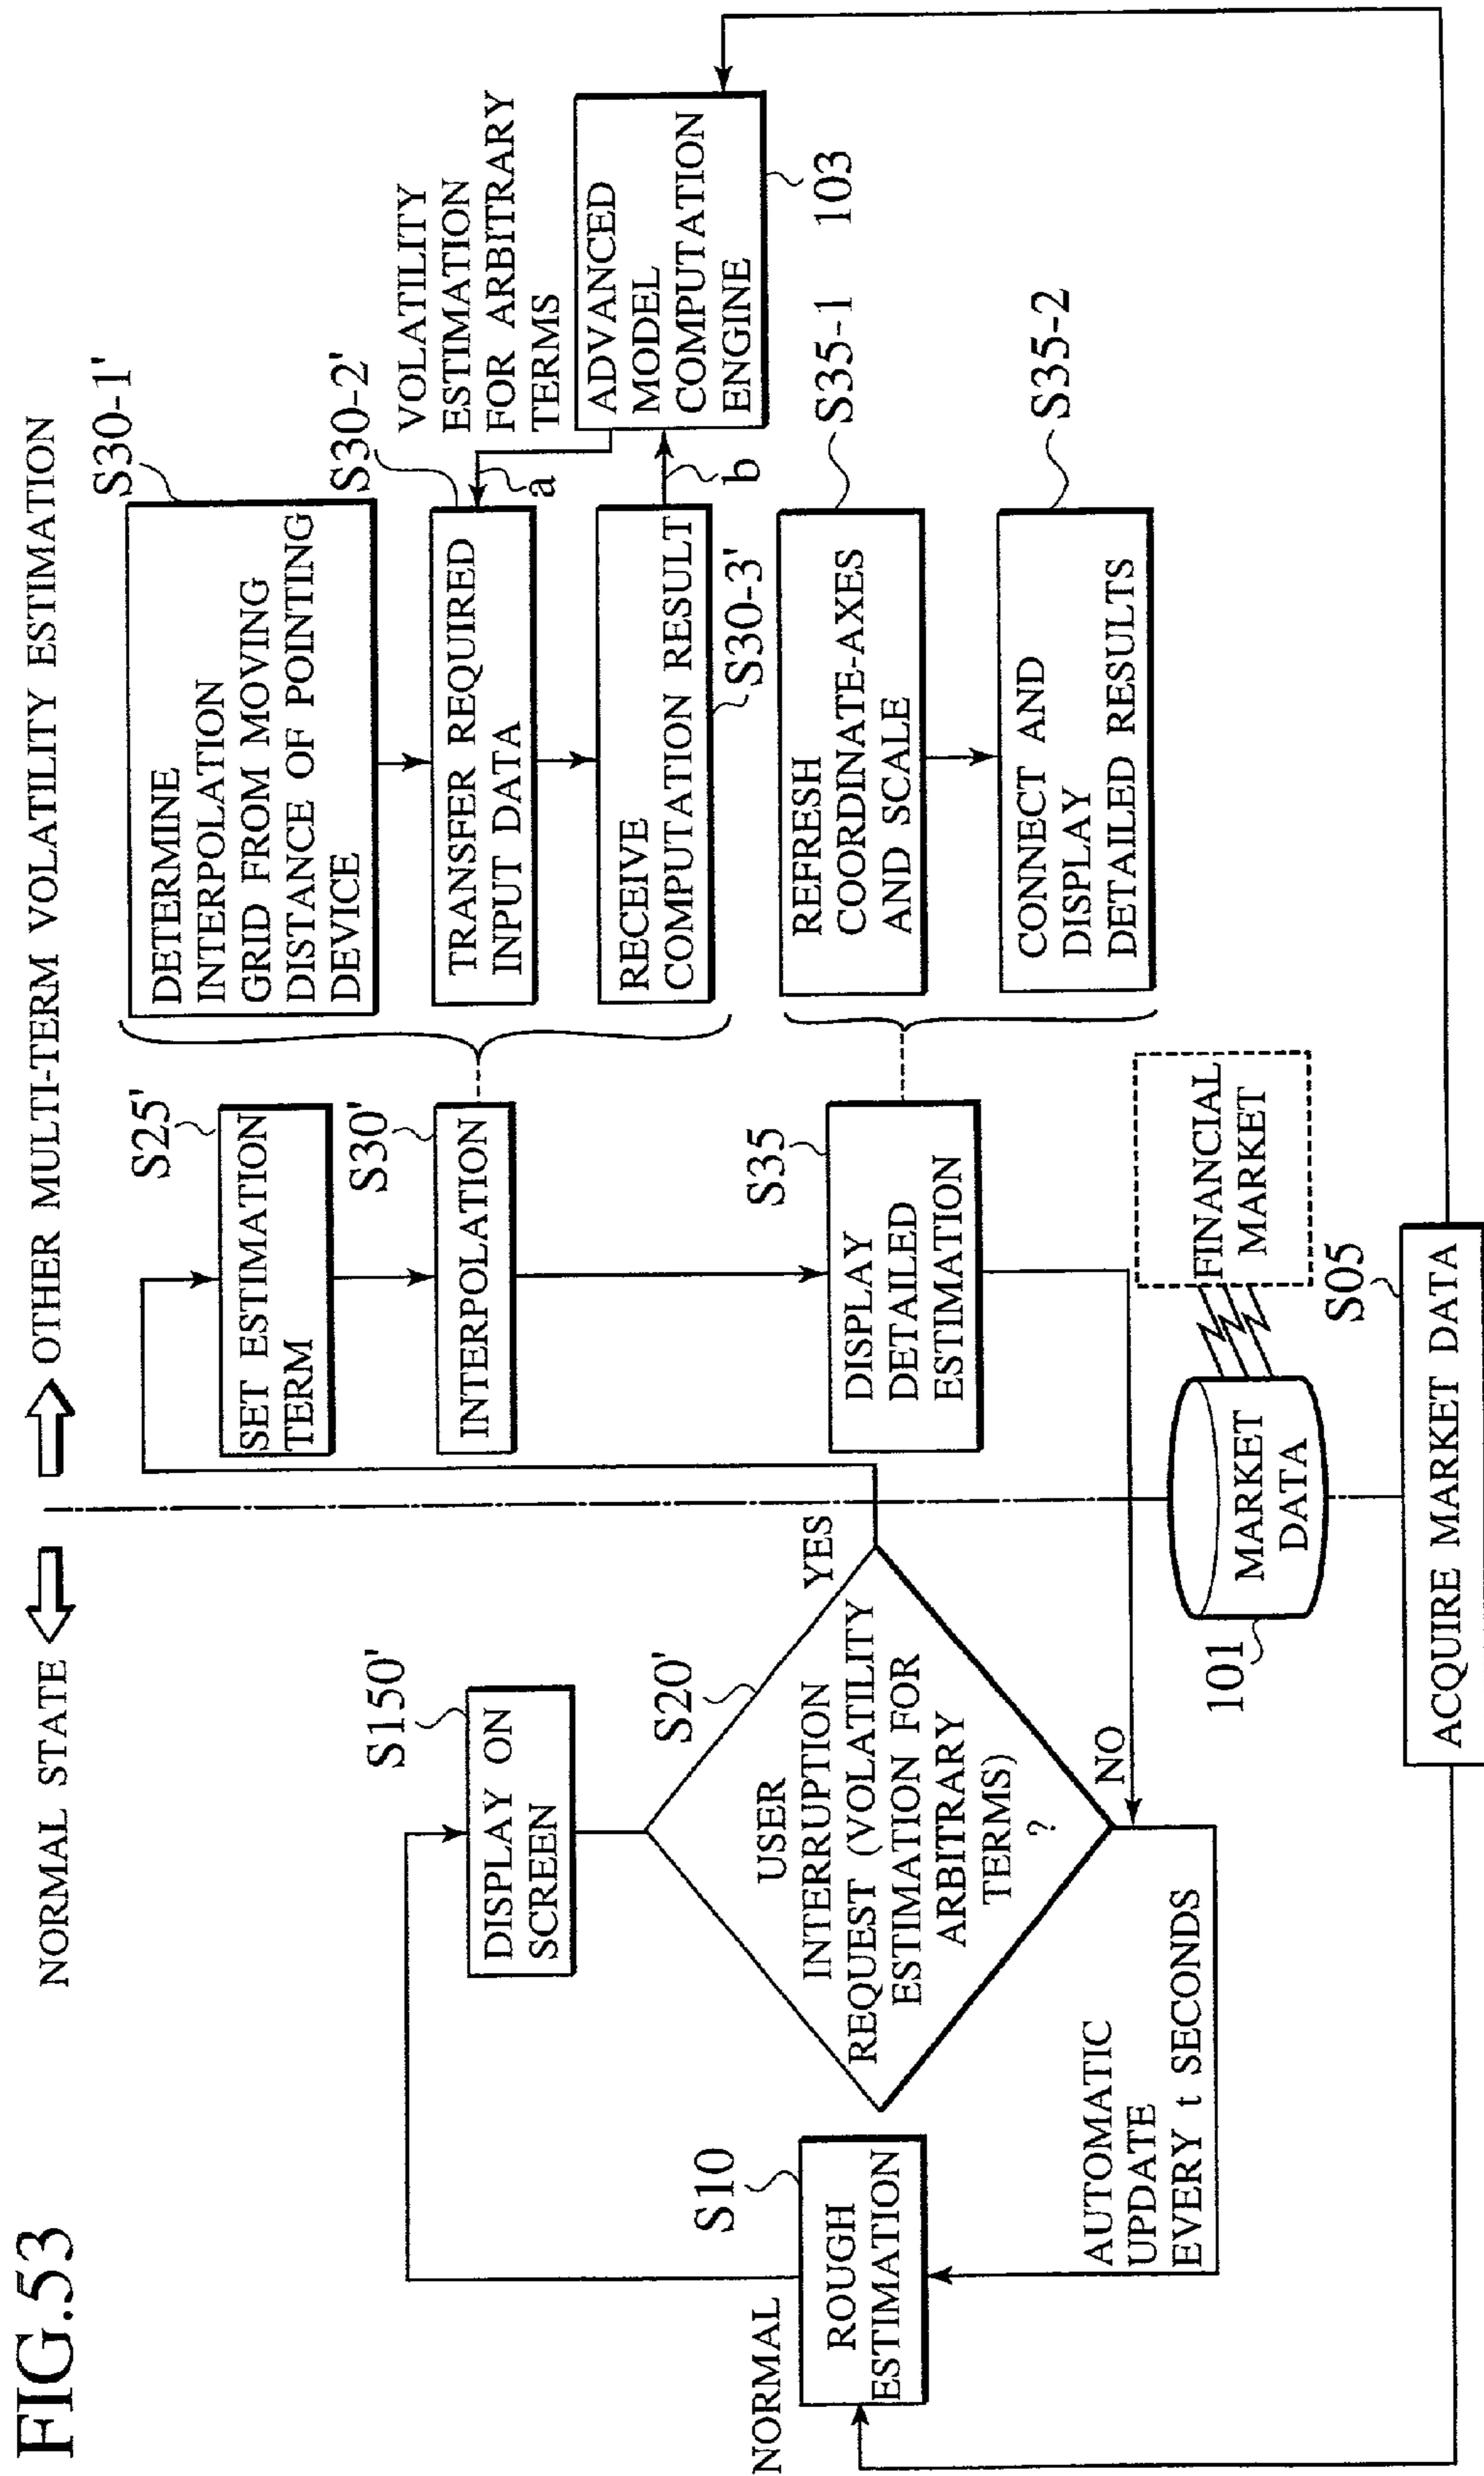 FIG.53
NORMAL STATE
OTHER MULTI-TERM VOLATILITY ESTIMATION
S150'
DISPLAY ON
SCREEN
S20'
USER
INTERRUPTION
REQUEST (VOLATILITY
ESTIMATION FOR
ARBITRARY
TERMS)
?
YES
NO
S10
NORMAL
ROUGH
ESTIMATION
AUTOMATIC
UPDATE
EVERY t SECONDS
S25'
SET ESTIMATION
TERM
S30'
INTERPOLATION
S35
DISPLAY
DETAILED
ESTIMATION
S30-1'
DETERMINE
INTERPOLATION
GRID FROM MOVING
DISTANCE OF POINTING
DEVICE
S30-2'
TRANSFER REQUIRED
INPUT DATA
RECEIVE
COMPUTATION RESULT
S30-3'
a
b
VOLATILITY
ESTIMATION
FOR ARBITRARY
TERMS
ADVANCED
MODEL
COMPUTATION
ENGINE
103
S35-1
REFRESH
COORDINATE-AXES
AND SCALE
S35-2
CONNECT AND
DISPLAY
DETAILED RESULTS
FINANCIAL
MARKET
MARKET
DATA
101
S05
ACQUIRE MARKET DATA